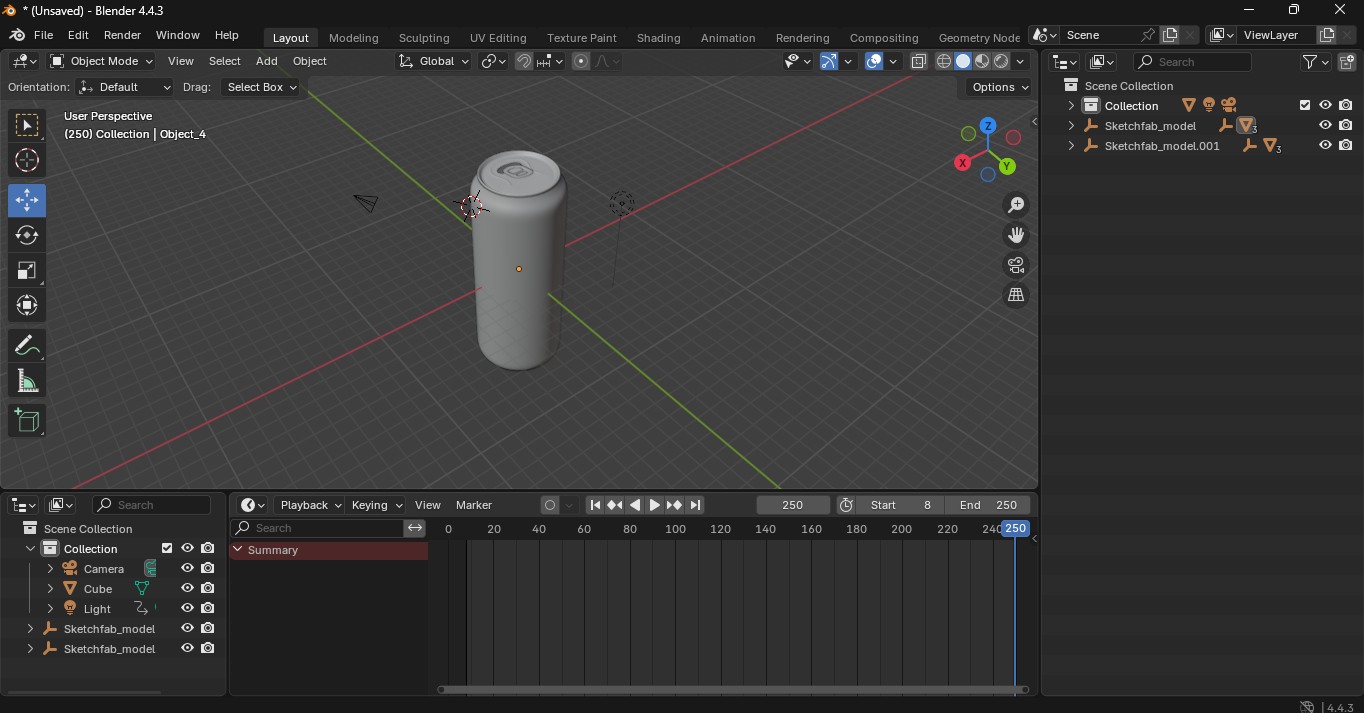 * (Unsaved) - Blender 4.4.3
File Edit Render Window Help Layout Modeling Sculpting UV Editing Texture Paint Shading Animation Rendering Compositing Geometry Node Scene ViewLayer
Object Mode View Select Add Object Global Search
Orientation: Default Drag: Select Box Options
User Perspective
(250) Collection | Object_4
Z
X
Y
Scene Collection
Collection
Sketchfab_model 3
Sketchfab_model.001 3
Search
Scene Collection
Collection
Camera
Cube
Light
Sketchfab_model
Sketchfab_model
Playback Keying View Marker 250 Start 8 End 250
Search 0 20 40 60 80 100 120 140 160 180 200 220 240 250
Summary
4.4.3